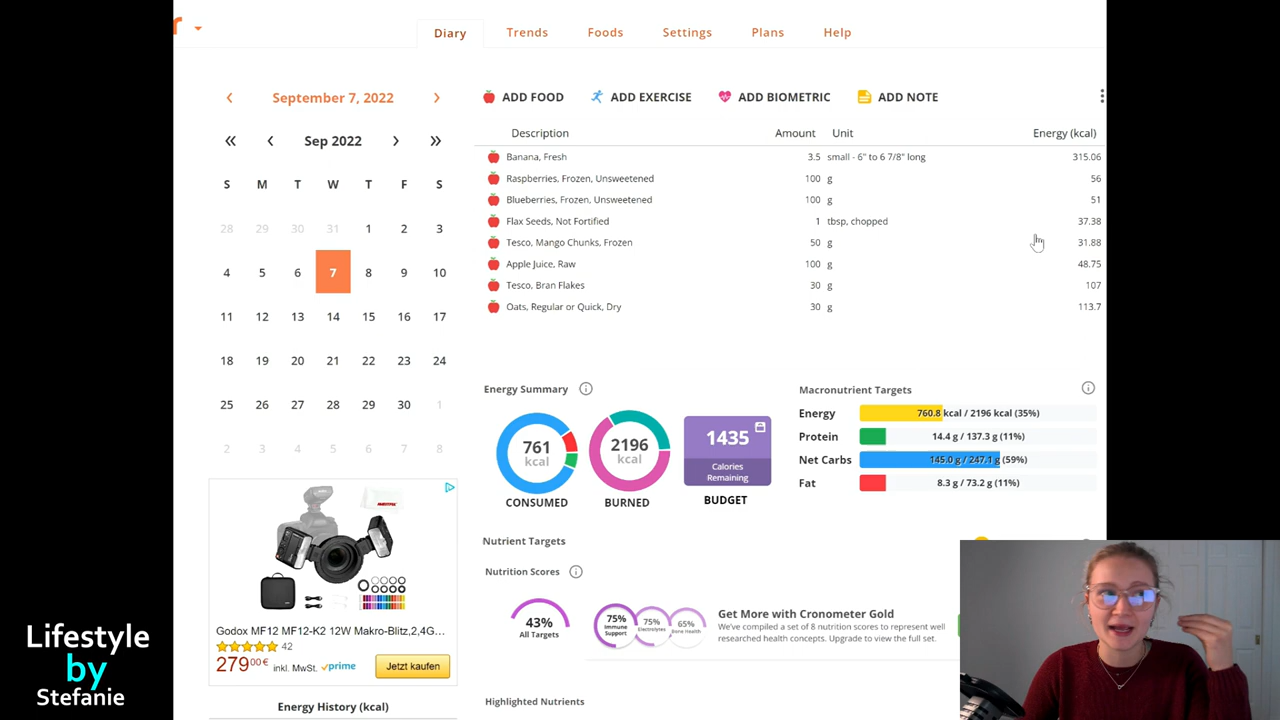 Diary Trends Foods Settings Plans Help
September 7, 2022
Sep 2022
S M T W T F S
28 29 30 31 1 2 3
4 5 6 7 8 9 10
11 12 13 14 15 16 17
18 19 20 21 22 23 24
25 26 27 28 29 30 1
2 3 4 5 6 7 8
ADD FOOD ADD EXERCISE ADD BIOMETRIC ADD NOTE
Description Amount Unit Energy (kcal)
Banana, Fresh 3.5 small - 6" to 6 7/8" long 315.06
Raspberries, Frozen, Unsweetened 100 g 56
Blueberries, Frozen, Unsweetened 100 g 51
Flax Seeds, Not Fortified 1 tbsp, chopped 37.38
Tesco, Mango Chunks, Frozen 50 g 31.88
Apple Juice, Raw 100 g 48.75
Tesco, Bran Flakes 30 g 107
Oats, Regular or Quick, Dry 30 g 113.7
Energy Summary
761 kcal
CONSUMED
2196 kcal
BURNED
1435
Calories
Remaining
BUDGET
Macronutrient Targets
Energy 760.8 kcal / 2196 kcal (35%)
Protein 14.4 g / 137.3 g (11%)
Net Carbs 145.0 g / 247.1 g (59%)
Fat 8.3 g / 73.2 g (11%)
Nutrient Targets
Nutrition Scores
43%
All Targets
75%
Immune
Support
75%
Electrolytes
65%
Bone Health
Get More with Cronometer Gold
We've compiled a set of 8 nutrition scores to represent well
researched health concepts. Upgrade to view the full set.
Highlighted Nutrients
Godox MF12 MF12-K2 12W Makro-Blitz,2,4G...
42
27900€ inkl. MwSt. prime Jetzt kaufen
Energy History (kcal)
Lifestyle
by
Stefanie